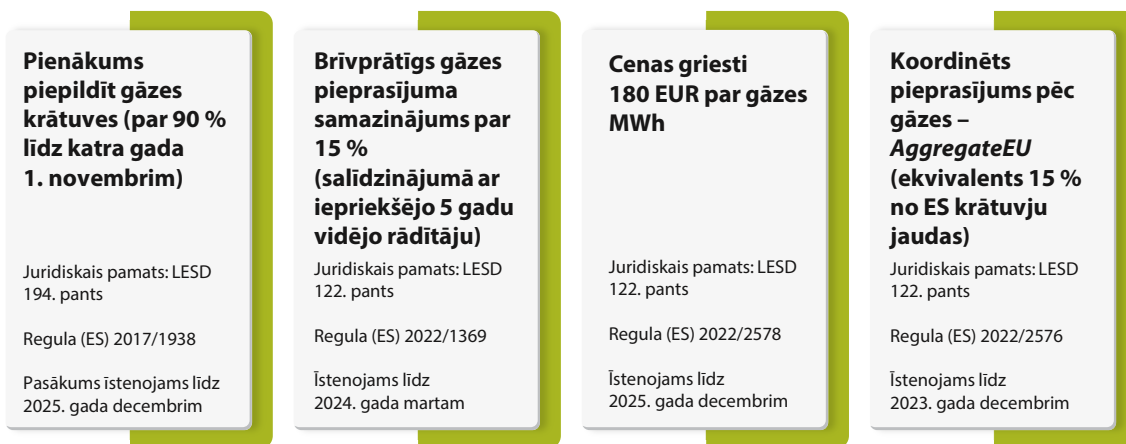 Pienākums
piepildīt gāzes
krātuves (par 90 %
līdz katra gada
1. novembrim)
Juridiskais pamats: LESD
194. pants
Regula (ES) 2017/1938
Pasākums īstenojams līdz
2025. gada decembrim
Brīvprātīgs gāzes
pieprasījuma
samazinājums par
15 %
(salīdzinājumā ar
iepriekšējo 5 gadu
vidējo rādītāju)
Juridiskais pamats: LESD
122. pants
Regula (ES) 2022/1369
Īstenojams līdz
2024. gada martam
Cenas griesti
180 EUR par gāzes
MWh
Juridiskais pamats: LESD
122. pants
Regula (ES) 2022/2578
Īstenojams līdz
2025. gada decembrim
Koordinēts
pieprasījums pēc
gāzes –
AggregateEU
(ekvivalents 15 %
no ES krātuvju
jaudas)
Juridiskais pamats: LESD
122. pants
Regula (ES) 2022/2576
Īstenojams līdz
2023. gada decembrim